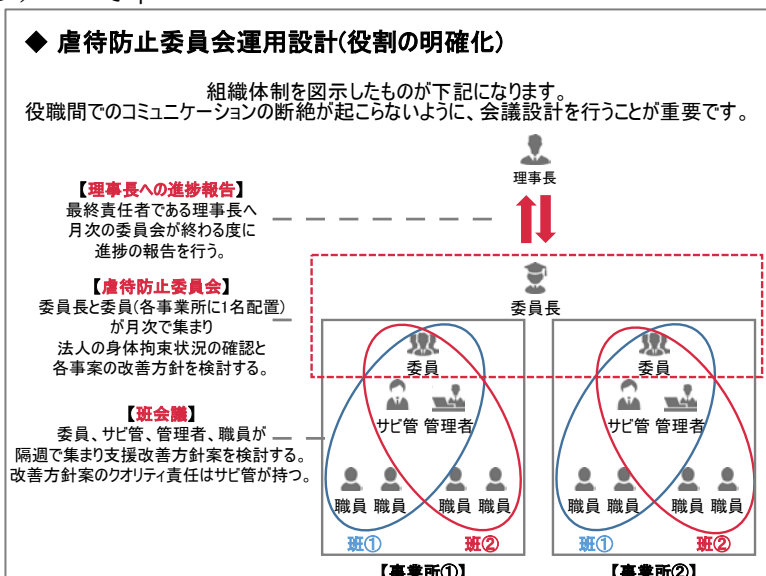 ◆ 虐待防止委員会運用設計(役割の明確化)
組織体制を図示したものが下記になります。
役職間でのコミュニケーションの断絶が起こらないように、会議設計を行うことが重要です。
理事長
【理事長への進捗報告】
最終責任者である理事長へ
月次の委員会が終わる度に
進捗の報告を行う。
委員長
【虐待防止委員会】
委員長と委員(各事業所に1名配置)
が月次で集まり
法人の身体拘束状況の確認と
各事案の改善方針を検討する。
【班会議】
委員、サビ管、管理者、職員が
隔週で集まり支援改善方針案を検討する。
改善方針案のクオリティ責任はサビ管が持つ。
委員
サビ管 管理者
職員 職員 職員 職員
班① 班②
【事業所①】
委員
サビ管 管理者
職員 職員 職員 職員
班① 班②
【事業所②】